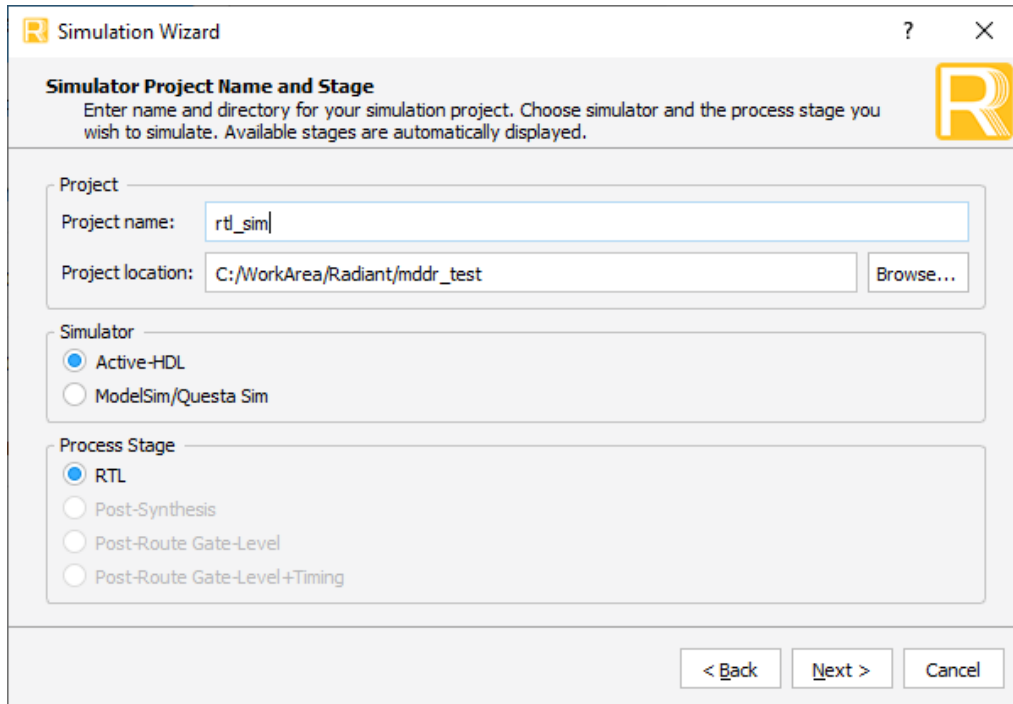 Simulation Wizard
?
Simulator Project Name and Stage
Enter name and directory for your simulation project. Choose simulator and the process stage you
wish to simulate. Available stages are automatically displayed.
Project
Project name:
rtl_sim
Project location:
C:/WorkArea/Radiant/mddr_test
Browse...
Simulator
Active-HDL
ModelSim/Questa Sim
Process Stage
RTL
Post-Synthesis
Post-Route Gate-Level
Post-Route Gate-Level+Timing
< Back
Next >
Cancel